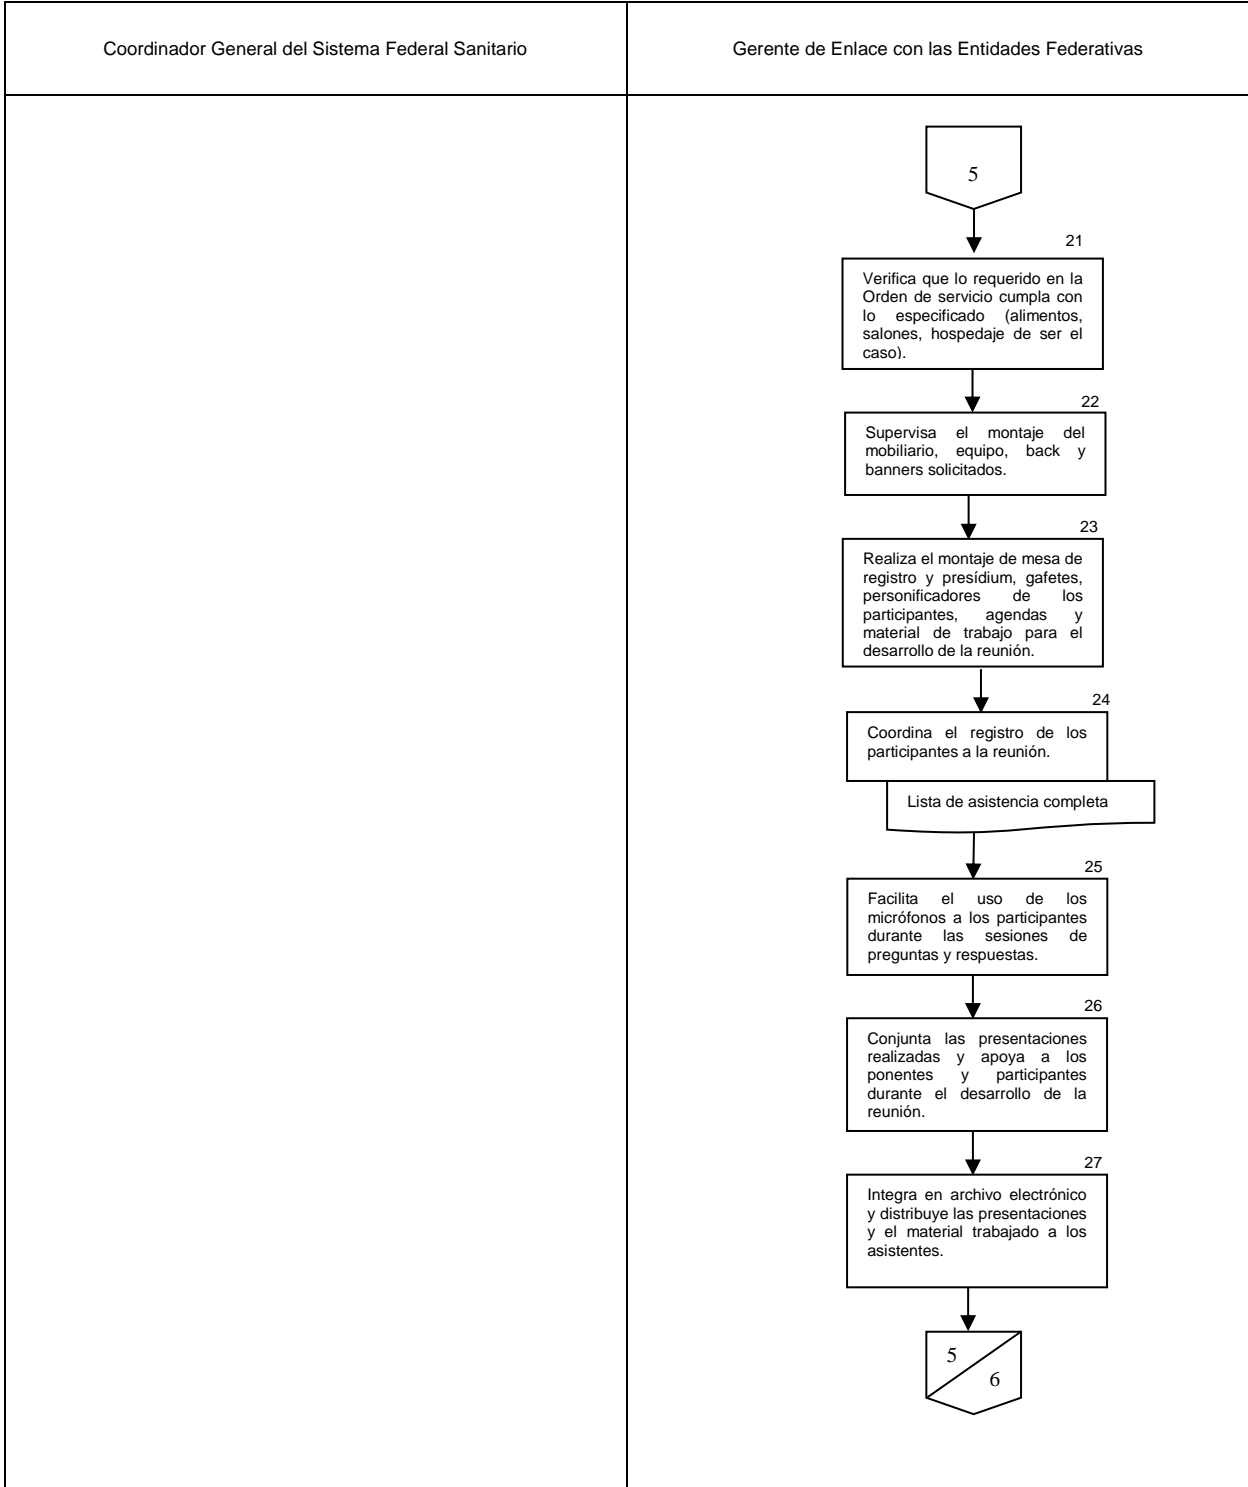 Coordinador General del Sistema Federal Sanitario
Gerente de Enlace con las Entidades Federativas
5
21
Verifica que lo requerido en la
Orden de servicio cumpla con
lo especificado (alimentos,
salones, hospedaje de ser el
caso).
22
Supervisa el montaje del
mobiliario, equipo, back y
banners solicitados.
23
Realiza el montaje de mesa de
registro y presídium, gafetes,
personificadores de los
participantes, agendas y
material de trabajo para el
desarrollo de la reunión.
24
Coordina el registro de los
participantes a la reunión.
Lista de asistencia completa
25
Facilita el uso de los
micrófonos a los participantes
durante las sesiones de
preguntas y respuestas.
26
Conjunta las presentaciones
realizadas y apoya a los
ponentes y participantes
durante el desarrollo de la
reunión.
27
Integra en archivo electrónico
y distribuye las presentaciones
y el material trabajado a los
asistentes.
5
6